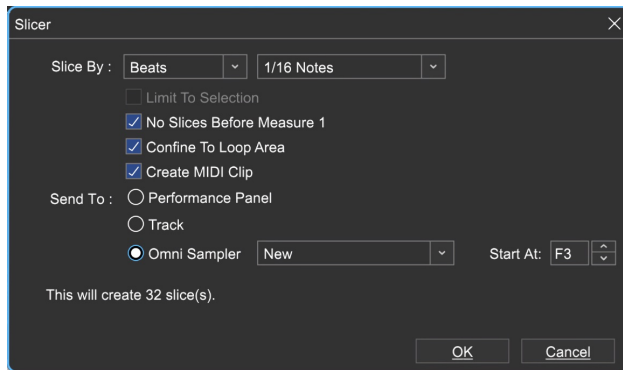 Slicer
Slice By : Beats 1/16 Notes
Limit To Selection
No Slices Before Measure 1
Confine To Loop Area
Create MIDI Clip
Send To : Performance Panel
Track
Omni Sampler New Start At: F3
This will create 32 slice(s).
OK Cancel